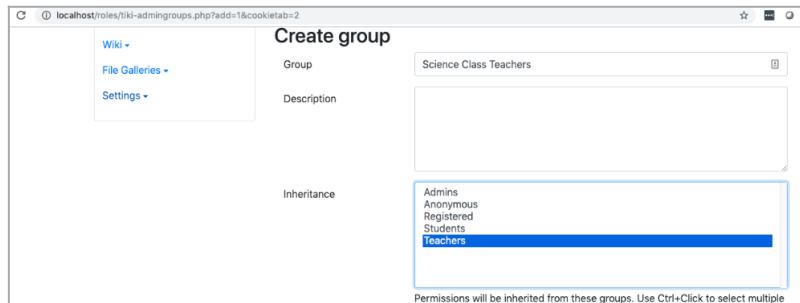 localhost/roles/tiki-admingroups.php?add=1&cookietab=2
Create group
Wiki
File Galleries
Settings
Group
Science Class Teachers
Description
Inheritance
Admins
Anonymous
Registered
Students
Teachers
Permissions will be inherited from these groups. Use Ctrl+Click to select multiple